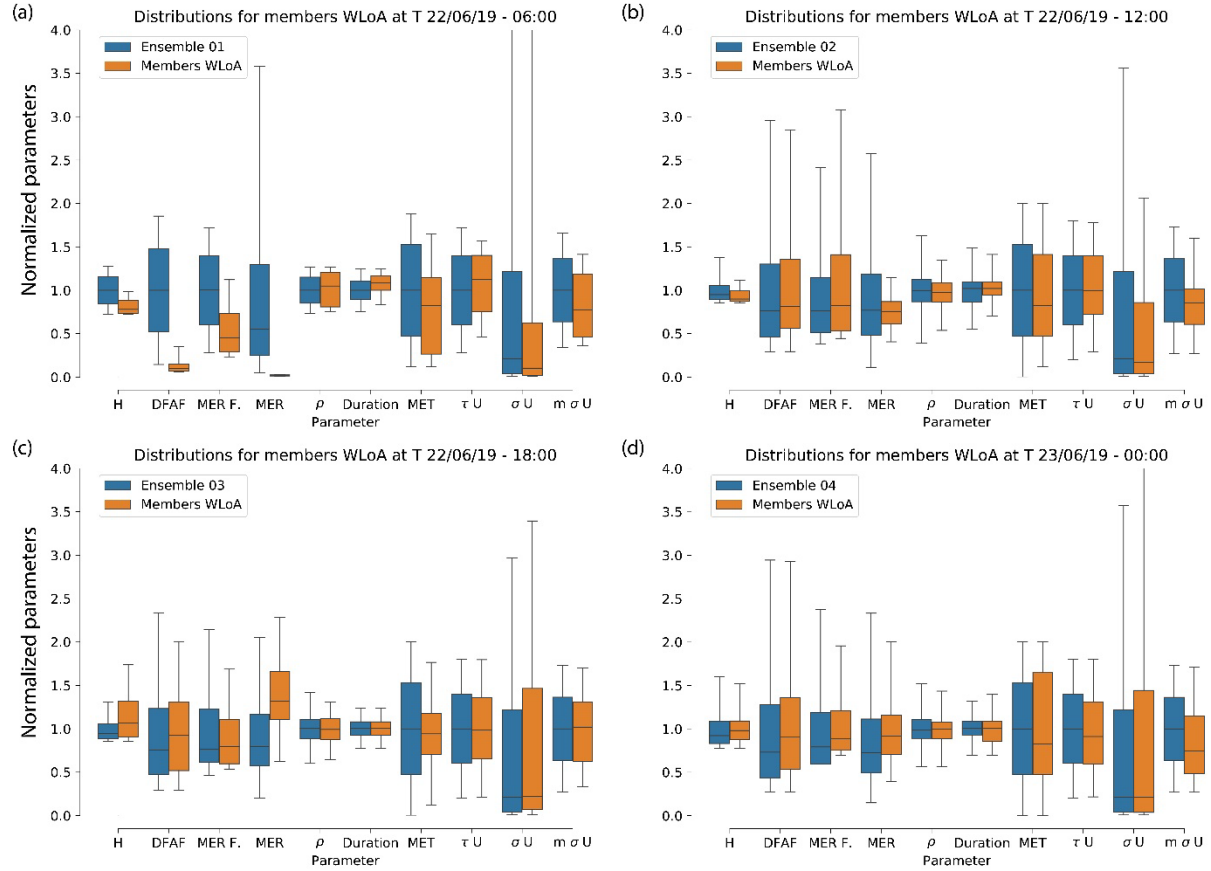 (a)
Distributions for members WLoA at T 22/06/19 - 06:00
Ensemble 01
Members WLoA
Normalized parameters
4.0
3.5
3.0
2.5
2.0
1.5
1.0
0.5
0.0
H DFAF MER F. MER ρ Duration MET τ U σ U m σ U
Parameter
(b)
Distributions for members WLoA at T 22/06/19 - 12:00
Ensemble 02
Members WLoA
4.0
3.5
3.0
2.5
2.0
1.5
1.0
0.5
0.0
H DFAF MER F. MER ρ Duration MET τ U σ U m σ U
Parameter
(c)
Distributions for members WLoA at T 22/06/19 - 18:00
Ensemble 03
Members WLoA
Normalized parameters
4.0
3.5
3.0
2.5
2.0
1.5
1.0
0.5
0.0
H DFAF MER F. MER ρ Duration MET τ U σ U m σ U
Parameter
(d)
Distributions for members WLoA at T 23/06/19 - 00:00
Ensemble 04
Members WLoA
4.0
3.5
3.0
2.5
2.0
1.5
1.0
0.5
0.0
H DFAF MER F. MER ρ Duration MET τ U σ U m σ U
Parameter